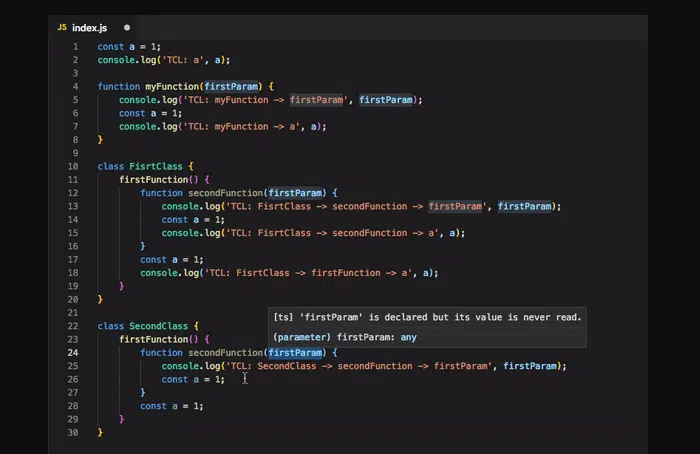 JS index.js
1 const a = 1;
2 console.log('TCL: a', a);
3
4 function myFunction(firstParam) {
5 console.log('TCL: myFunction -> firstParam', firstParam);
6 const a = 1;
7 console.log('TCL: myFunction -> a', a);
8 }
9
10 class FisrtClass {
11 firstFunction() {
12 function secondFunction(firstParam) {
13 console.log('TCL: FisrtClass -> secondFunction -> firstParam', firstParam);
14 const a = 1;
15 console.log('TCL: FisrtClass -> secondFunction -> a', a);
16 }
17 const a = 1;
18 console.log('TCL: FisrtClass -> firstFunction -> a', a);
19 }
20 }
21
[ts] 'firstParam' is declared but its value is never read.
(parameter) firstParam: any
22 class SecondClass {
23 firstFunction() {
24 function secondFunction(firstParam) {
25 console.log('TCL: SecondClass -> secondFunction -> firstParam', firstParam);
26 const a = 1;
27 }
28 const a = 1;
29 }
30 }